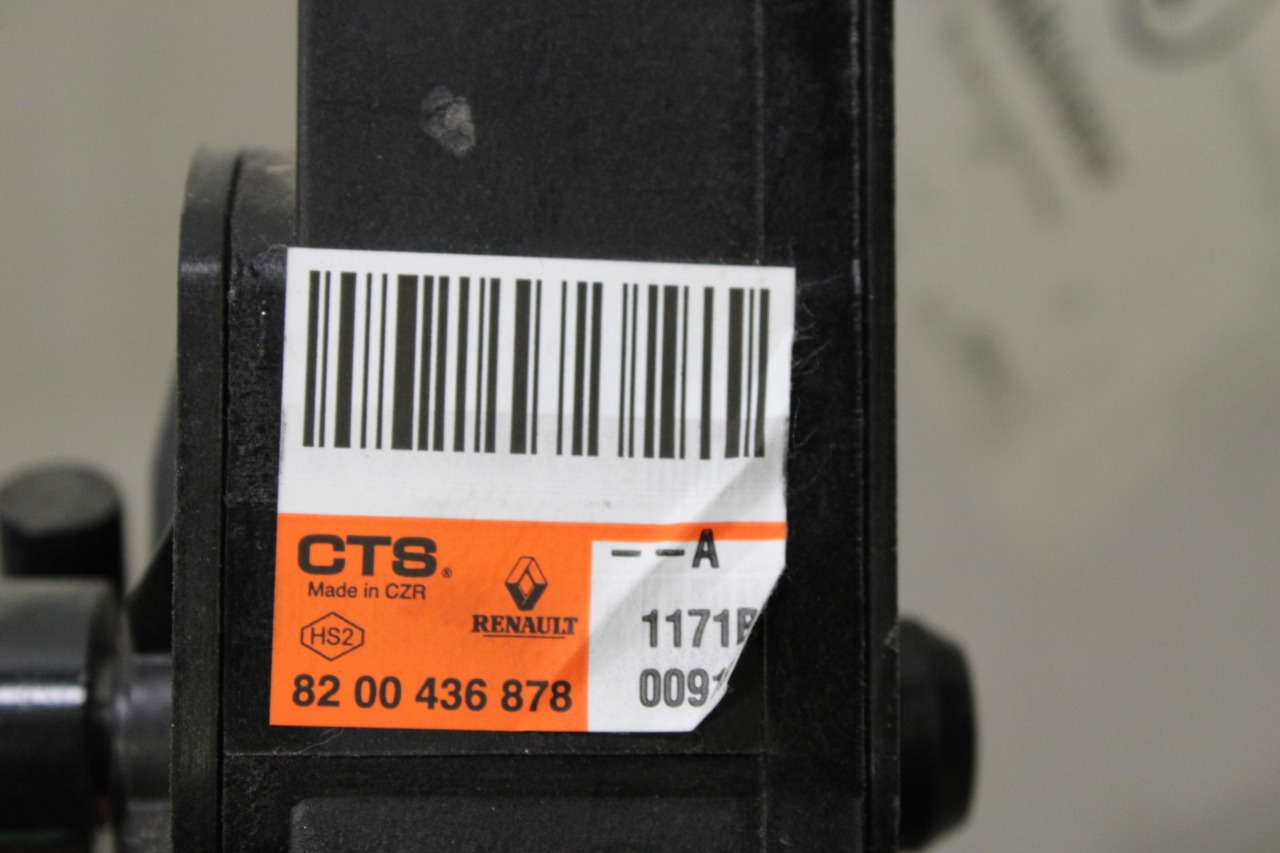 CTS®
Made in CZR
HS2
RENAULT
82 00 436 878
--A
1171
009